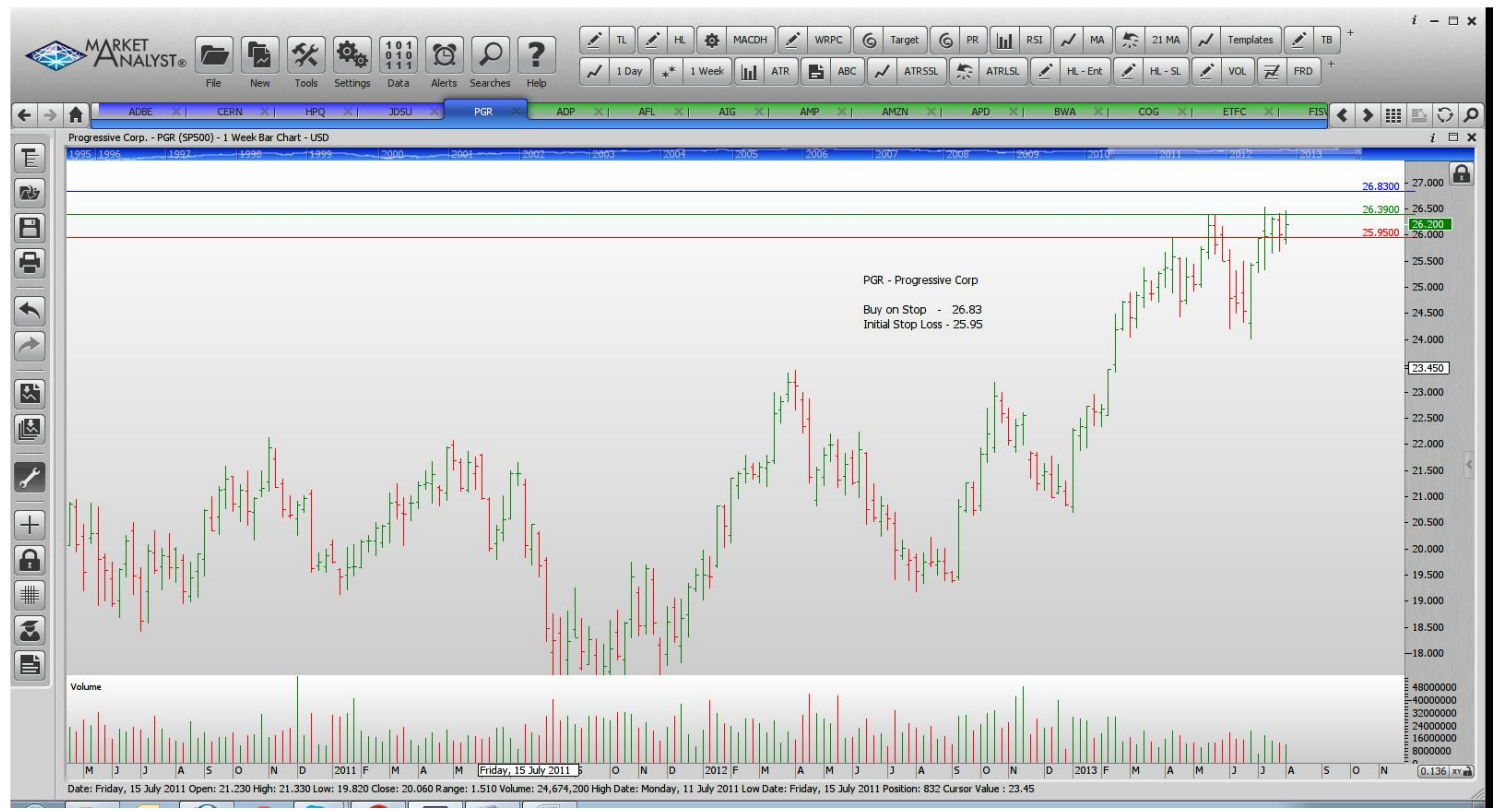 i
MARKET ANALYST®
File New Tools Settings Data Alerts Searches Help
101
010
111
?
TL HL MACDH WRPC Target PR RSI MA 21 MA Templates TB +
1 Day 1 Week ATR ABC ATRSSL ATRLSL HL - Ent HL - SL VOL FRD +
ADBE CERN HPQ JDSU PGR ADP AFL AIG AMP AMZN APD BWA COG ETFC FISV
Progressive Corp. - PGR (SP500) - 1 Week Bar Chart - USD
i
1995 1996 1997 1998 1999 2000 2001 2002 2003 2004 2005 2006 2007 2008 2009 2010 2011 2012 2013
27.000
26.8300
26.500
26.3900
26.200
26.000
25.9500
25.500
PGR - Progressive Corp
25.000
Buy on Stop - 26.83
24.500
Initial Stop Loss - 25.95
24.000
23.450
23.000
22.500
22.000
21.500
21.000
20.500
20.000
19.500
19.000
18.500
18.000
Volume
48000000
40000000
32000000
24000000
16000000
8000000
M J J A S O N D 2011 F M A M Friday, 15 July 2011 S O N D 2012 F M A M J J A S O N D 2013 F M A M J J A S O N
0.136 XY
Date: Friday, 15 July 2011 Open: 21.230 High: 21.330 Low: 19.820 Close: 20.060 Range: 1.510 Volume: 24,674,200 High Date: Monday, 11 July 2011 Low Date: Friday, 15 July 2011 Position: 832 Cursor Value : 23.45